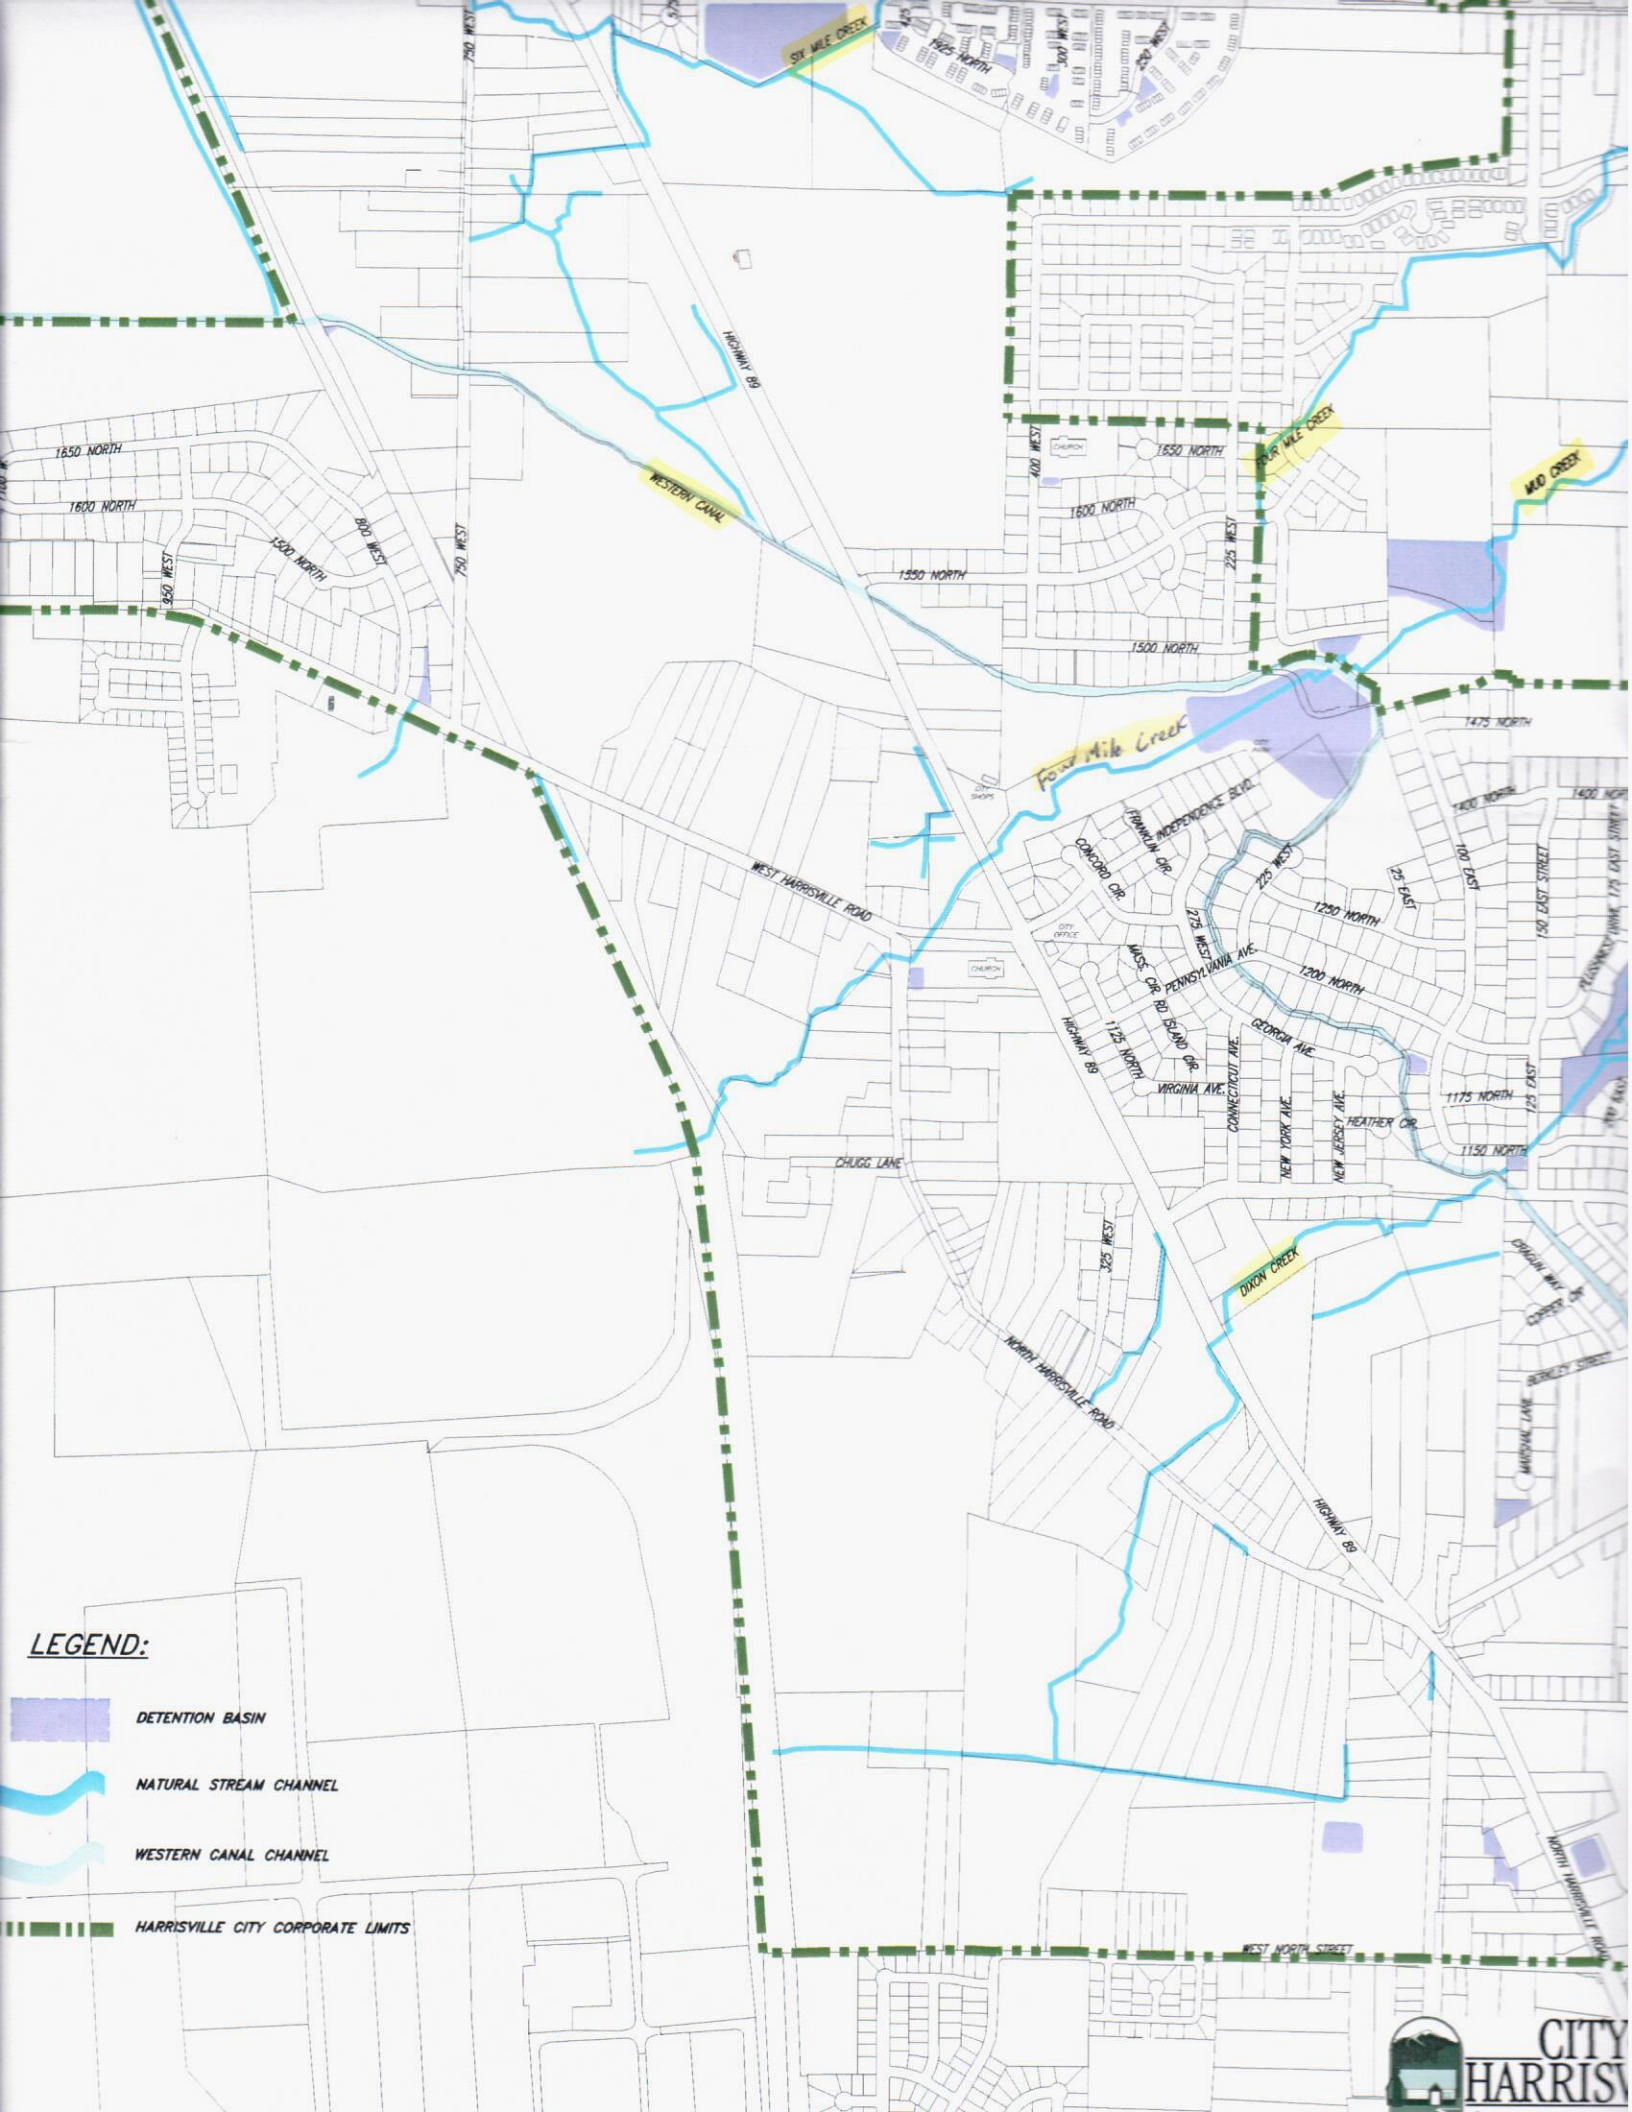 750 WEST
SIX MILE CREEK
425
1925 NORTH
300 WEST
250 WEST
HIGHWAY 89
1650 NORTH
1600 NORTH
950 WEST
1500 NORTH
800 WEST
750 WEST
WESTERN CANAL
400 WEST
CHURCH
1650 NORTH
FOUR MILE CREEK
MUD CREEK
1600 NORTH
225 WEST
1550 NORTH
1500 NORTH
1475 NORTH
Four Mile Creek
CITY
CITY
SHOPS
1400 NORTH
1400 NOR
FRANKLIN CIR.
INDEPENDENCE BLVD.
CONCORD CIR.
225 WEST
100 EAST
25 EAST
150 EAST STREET
175 EAST STREET
WEST HARRISVILLE ROAD
1250 NORTH
CITY
OFFICE
275 WEST
MASS. CIR.
PENNSYLVANIA AVE.
1200 NORTH
CHURCH
RD ISLAND CIR.
HIGHWAY 89
1125 NORTH
GEORGIA AVE.
VIRGINIA AVE.
CONNECTICUT AVE.
NEW YORK AVE.
NEW JERSEY AVE.
HEATHER CIR.
1175 NORTH
125 EAST
1150 NORTH
CHUGG LANE
325 WEST
DIXON CREEK
CRAGUN WAY
COPPER CIR
BERKLEY STREET
NORTH HARRISVILLE ROAD
MARSHAL LANE
HIGHWAY 89
LEGEND:
DETENTION BASIN
NATURAL STREAM CHANNEL
WESTERN CANAL CHANNEL
HARRISVILLE CITY CORPORATE LIMITS
NORTH HARRISVILLE ROAD
WEST NORTH STREET
CITY
HARRISV